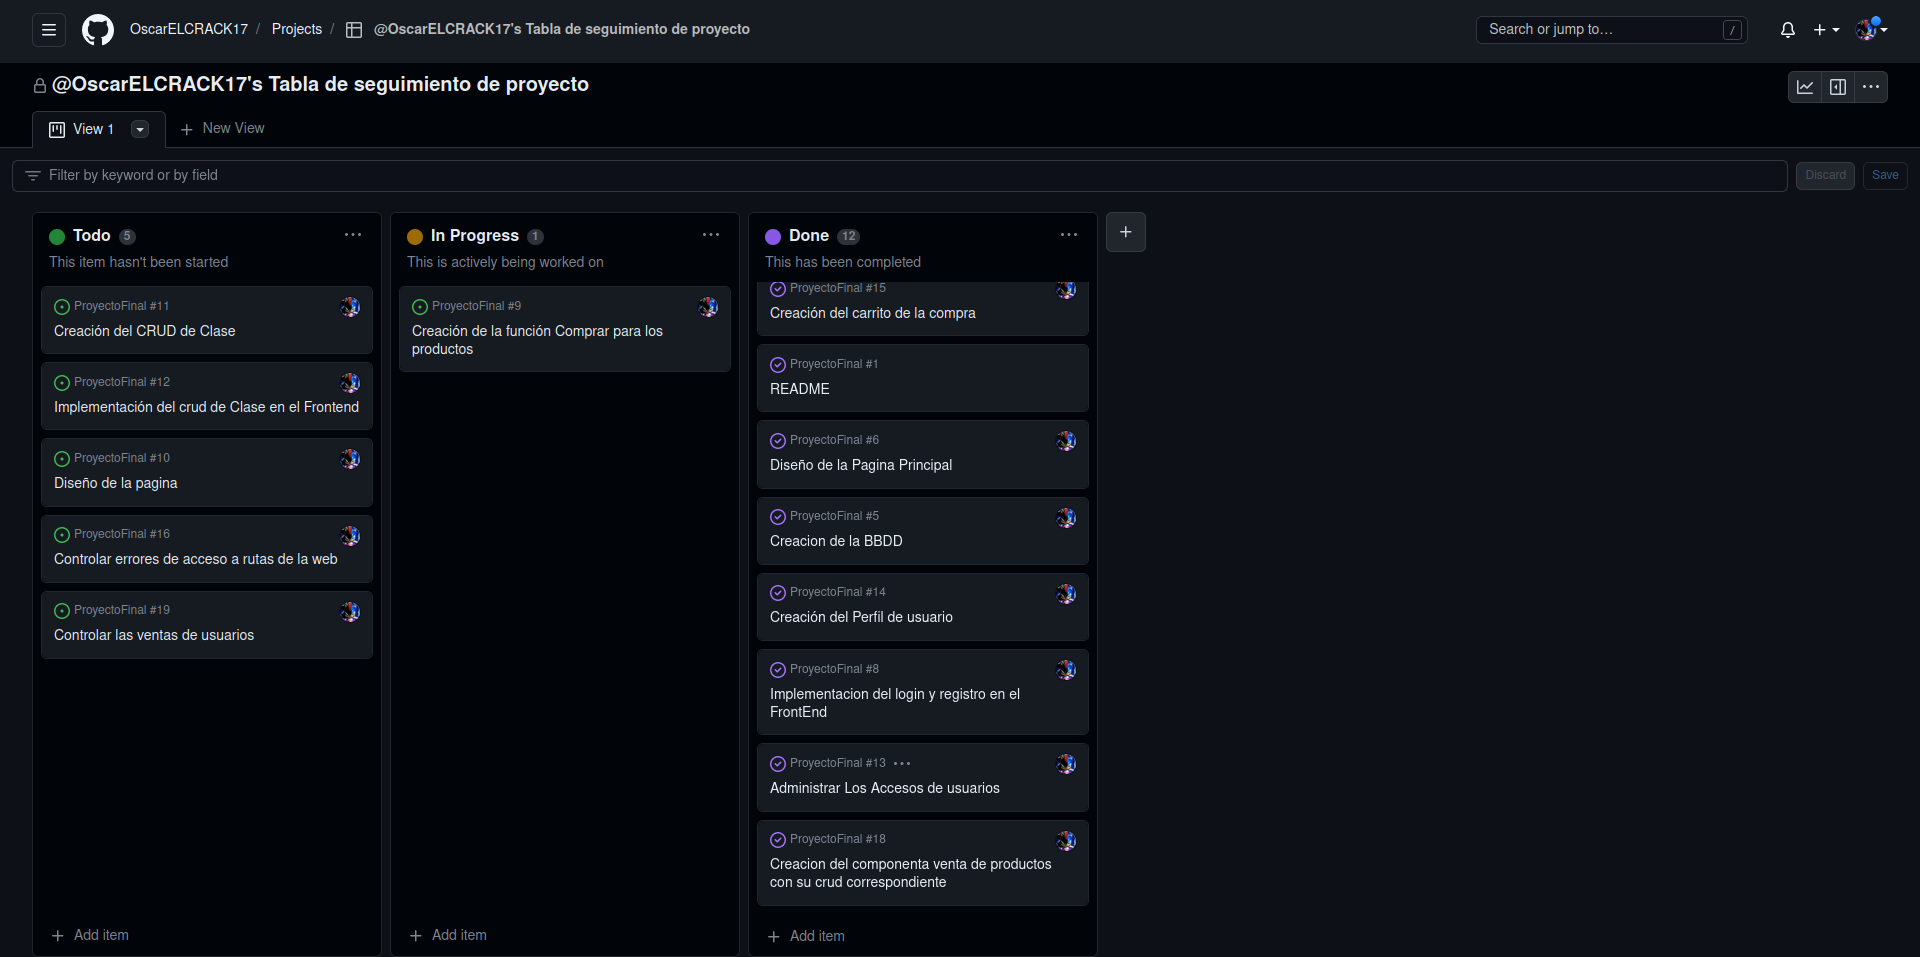 OscarELCRACK17 / Projects / @OscarELCRACK17's Tabla de seguimiento de proyecto
Search or jump to… /
@OscarELCRACK17's Tabla de seguimiento de proyecto
View 1
New View
Filter by keyword or by field
Discard
Save
Todo 5
This item hasn't been started
ProyectoFinal #11
Creación del CRUD de Clase
ProyectoFinal #12
Implementación del crud de Clase en el Frontend
ProyectoFinal #10
Diseño de la pagina
ProyectoFinal #16
Controlar errores de acceso a rutas de la web
ProyectoFinal #19
Controlar las ventas de usuarios
Add item
In Progress 1
This is actively being worked on
ProyectoFinal #9
Creación de la función Comprar para los
productos
Add item
Done 12
This has been completed
ProyectoFinal #15
Creación del carrito de la compra
ProyectoFinal #1
README
ProyectoFinal #6
Diseño de la Pagina Principal
ProyectoFinal #5
Creacion de la BBDD
ProyectoFinal #14
Creación del Perfil de usuario
ProyectoFinal #8
Implementacion del login y registro en el
FrontEnd
ProyectoFinal #13
Administrar Los Accesos de usuarios
ProyectoFinal #18
Creacion del componenta venta de productos
con su crud correspondiente
Add item